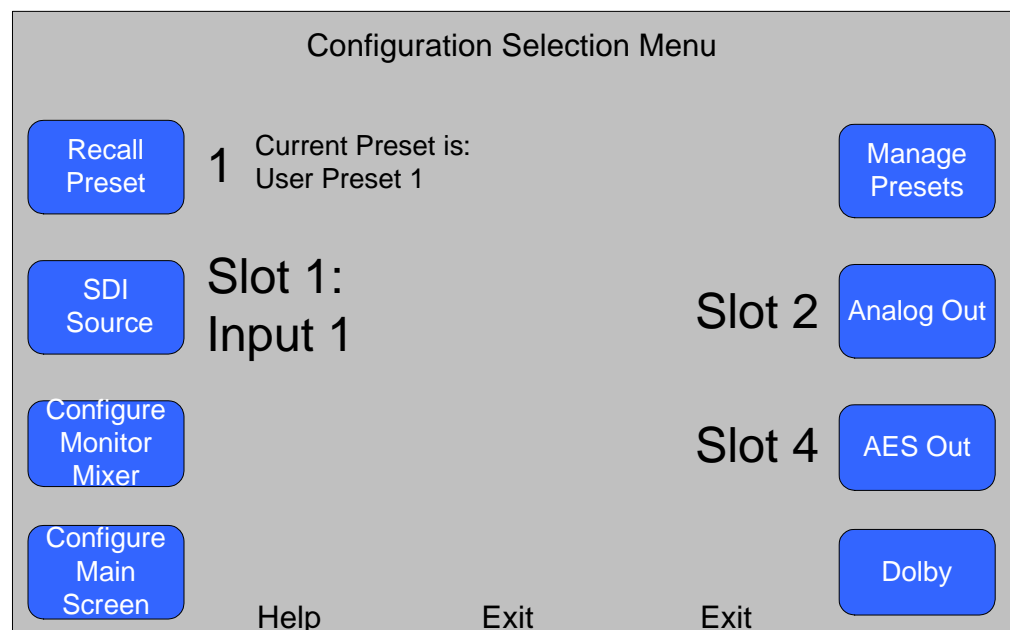 Configuration Selection Menu
Recall
Preset
1
Current Preset is:
User Preset 1
Manage
Presets
SDI
Source
Slot 1:
Input 1
Slot 2
Analog Out
Configure
Monitor
Mixer
Slot 4
AES Out
Configure
Main
Screen
Dolby
Help
Exit
Exit